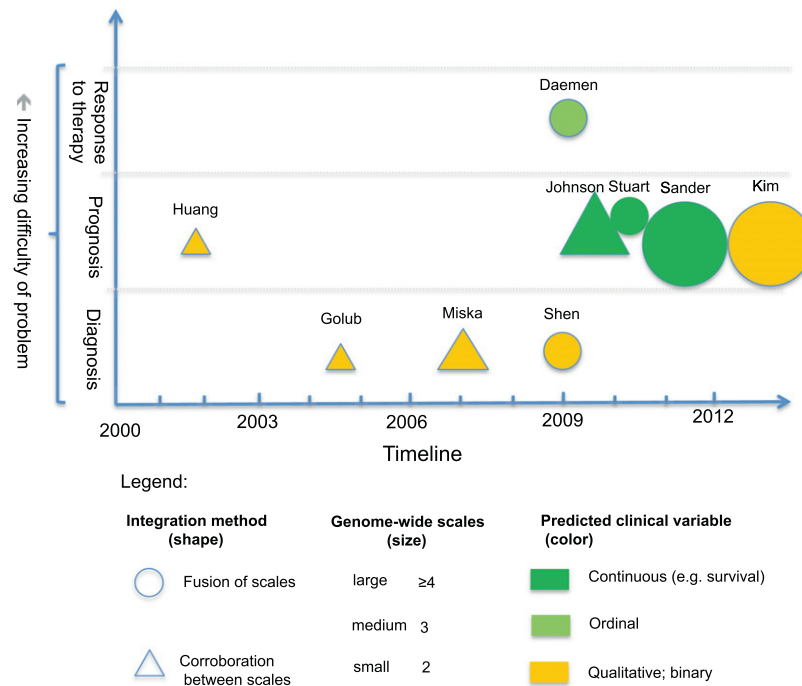 Increasing difficulty of problem
Response
to therapy
Prognosis
Diagnosis
Daemen
Johnson Stuart Sander Kim
Huang
Golub Miska Shen
2000 2003 2006 2009 2012
Timeline
Legend:
Integration method
(shape)
Fusion of scales
Corroboration
between scales
Genome-wide scales
(size)
large ≥4
medium 3
small 2
Predicted clinical variable
(color)
Continuous (e.g. survival)
Ordinal
Qualitative; binary